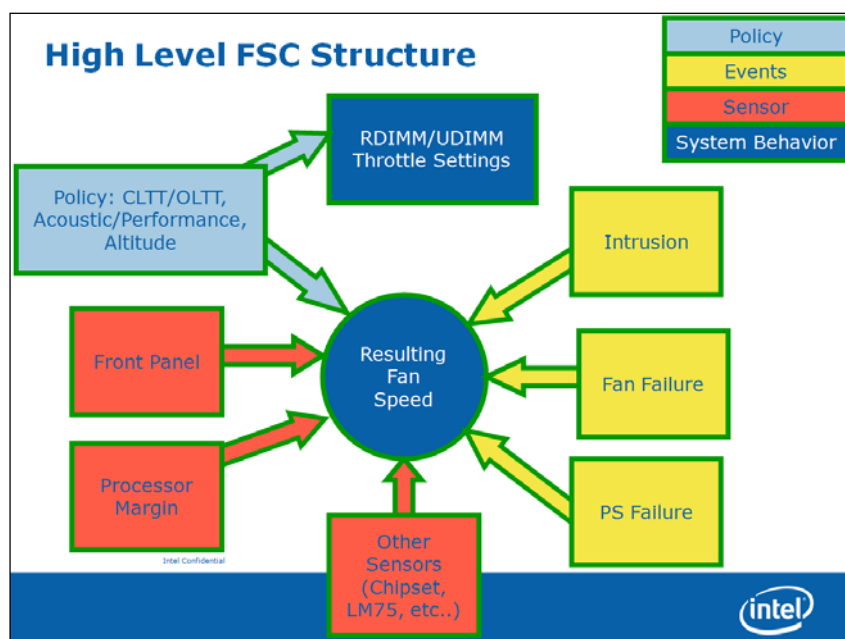 High Level FSC Structure
Policy
Events
Sensor
System Behavior
RDIMM/UDIMM
Throttle Settings
Policy: CLTT/OLTT,
Acoustic/Performance,
Altitude
Intrusion
Front Panel
Resulting
Fan
Speed
Fan Failure
Processor
Margin
PS Failure
Other
Sensors
(Chipset,
LM75, etc..)
Intel Confidential
intel